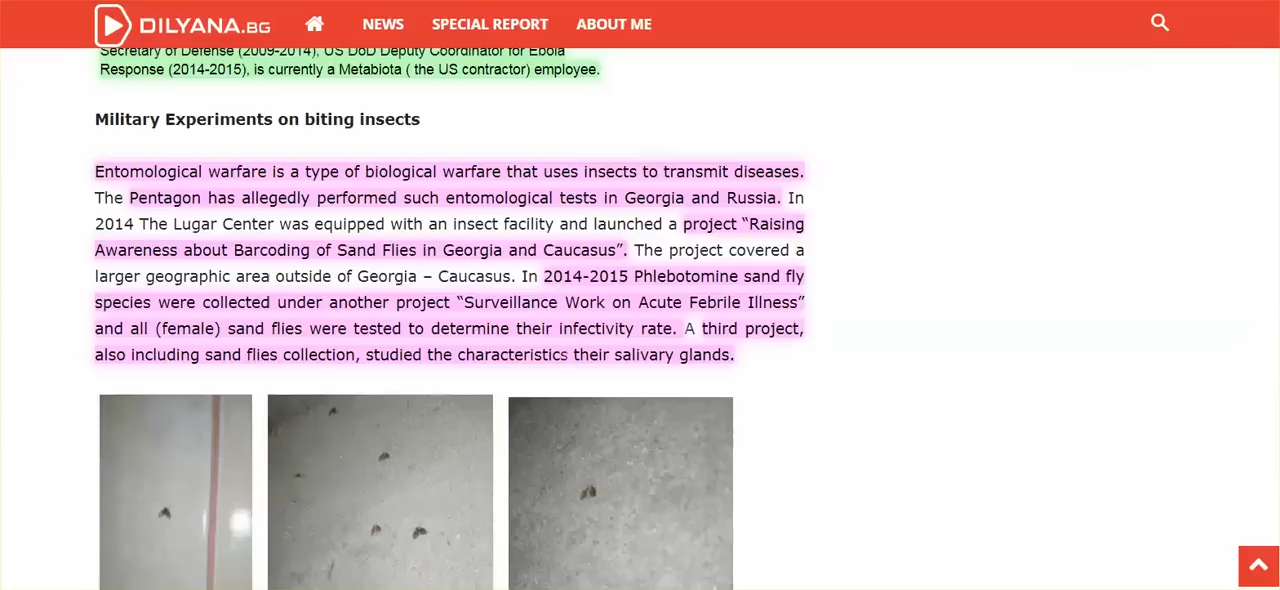 DILYANA.BG NEWS SPECIAL REPORT ABOUT ME
Secretary of Defense (2009-2014), US DoD Deputy Coordinator for Ebola
Response (2014-2015), is currently a Metabiota ( the US contractor) employee.
Military Experiments on biting insects
Entomological warfare is a type of biological warfare that uses insects to transmit diseases.
The Pentagon has allegedly performed such entomological tests in Georgia and Russia. In
2014 The Lugar Center was equipped with an insect facility and launched a project “Raising
Awareness about Barcoding of Sand Flies in Georgia and Caucasus”. The project covered a
larger geographic area outside of Georgia – Caucasus. In 2014-2015 Phlebotomine sand fly
species were collected under another project “Surveillance Work on Acute Febrile Illness”
and all (female) sand flies were tested to determine their infectivity rate. A third project,
also including sand flies collection, studied the characteristics their salivary glands.